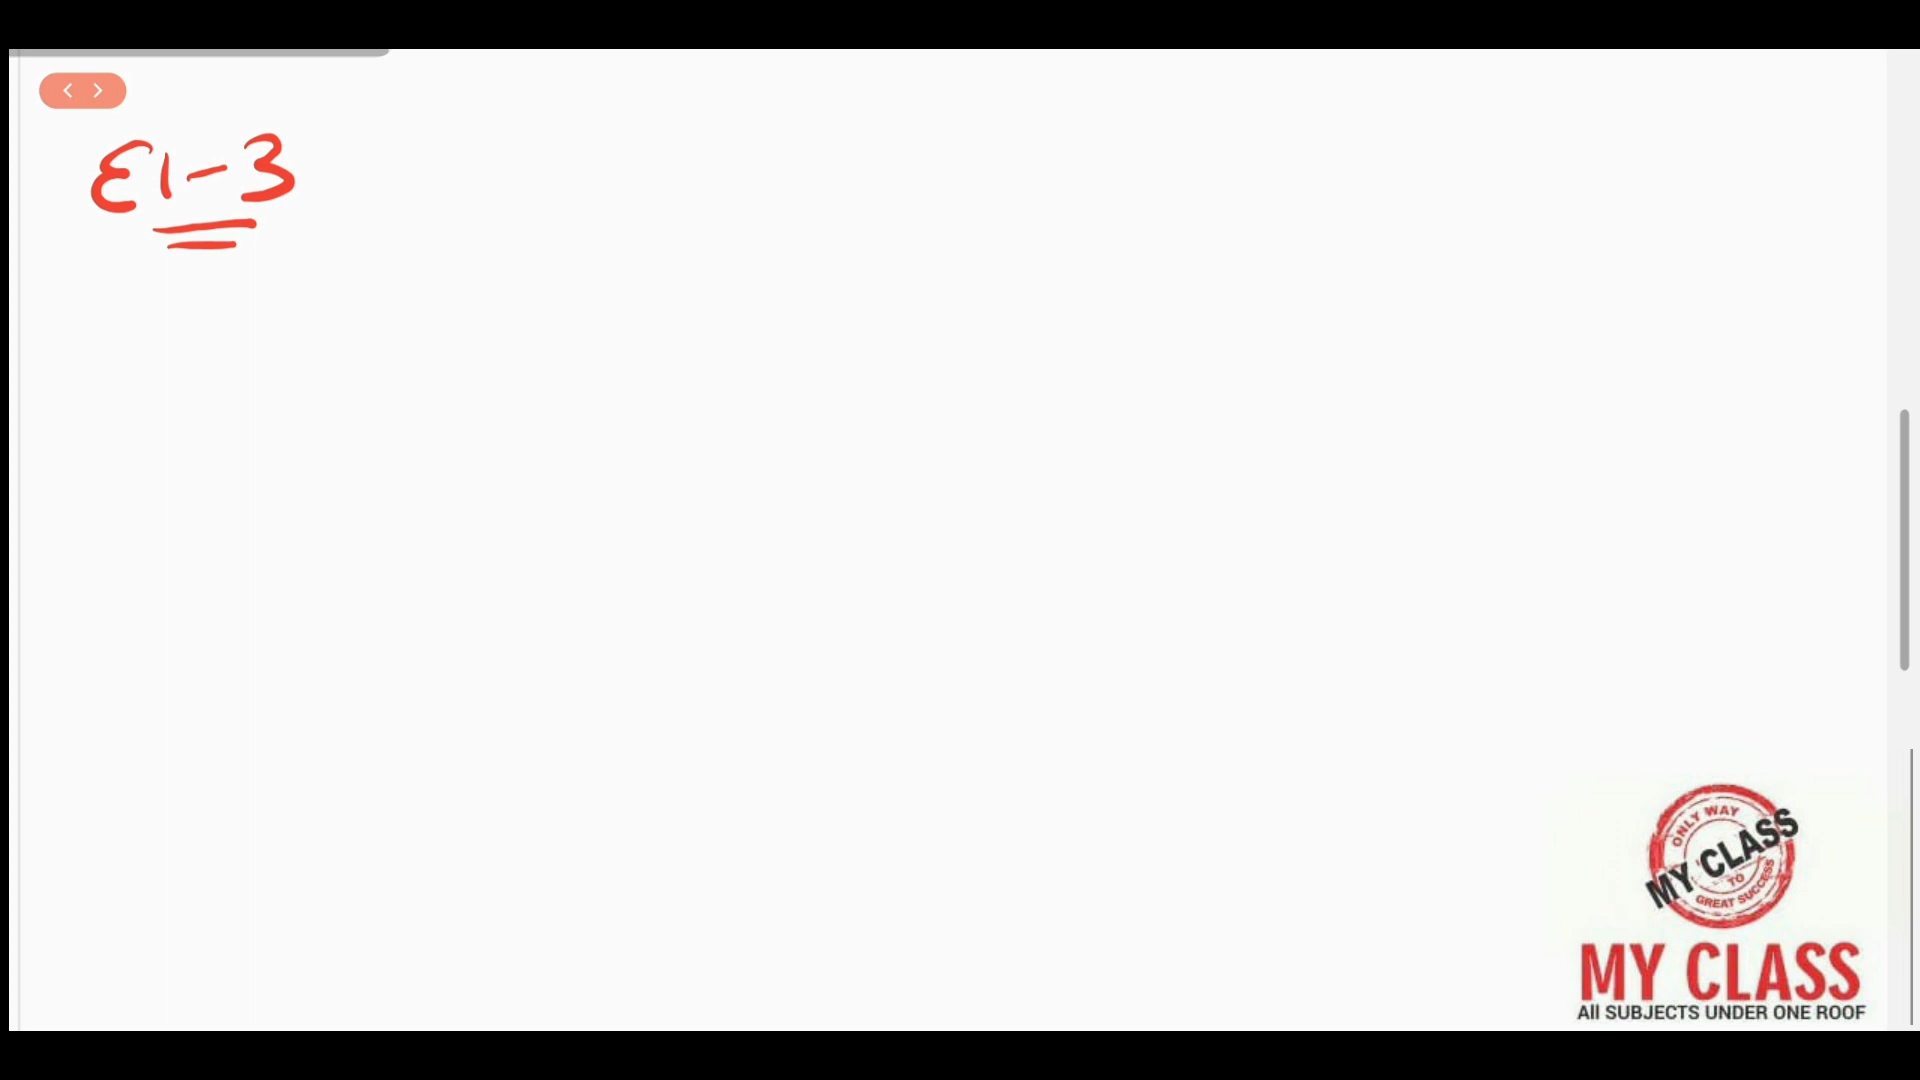 E1-3
ONLY WAY
MY CLASS
TO
GREAT SUCCESS
MY CLASS
All SUBJECTS UNDER ONE ROOF